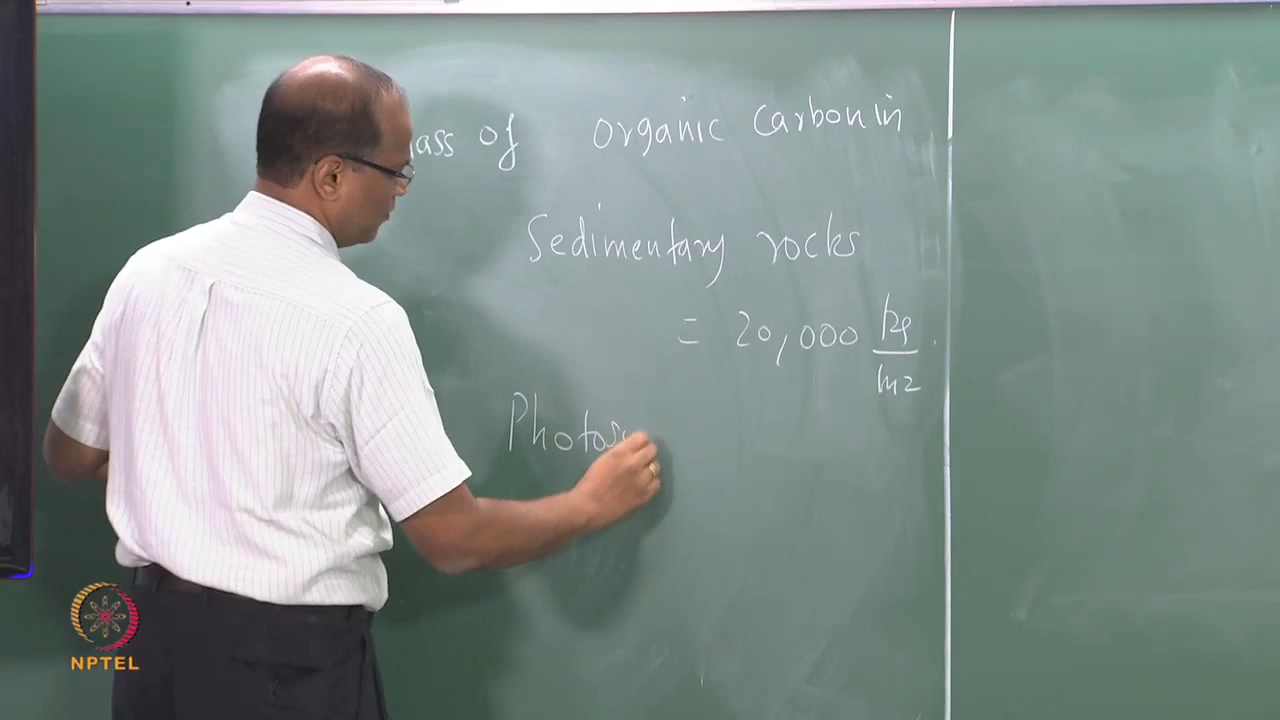 ass of organic carbon in
Sedimentary rocks
= 20,000 kg
m2
Photos
NPTEL